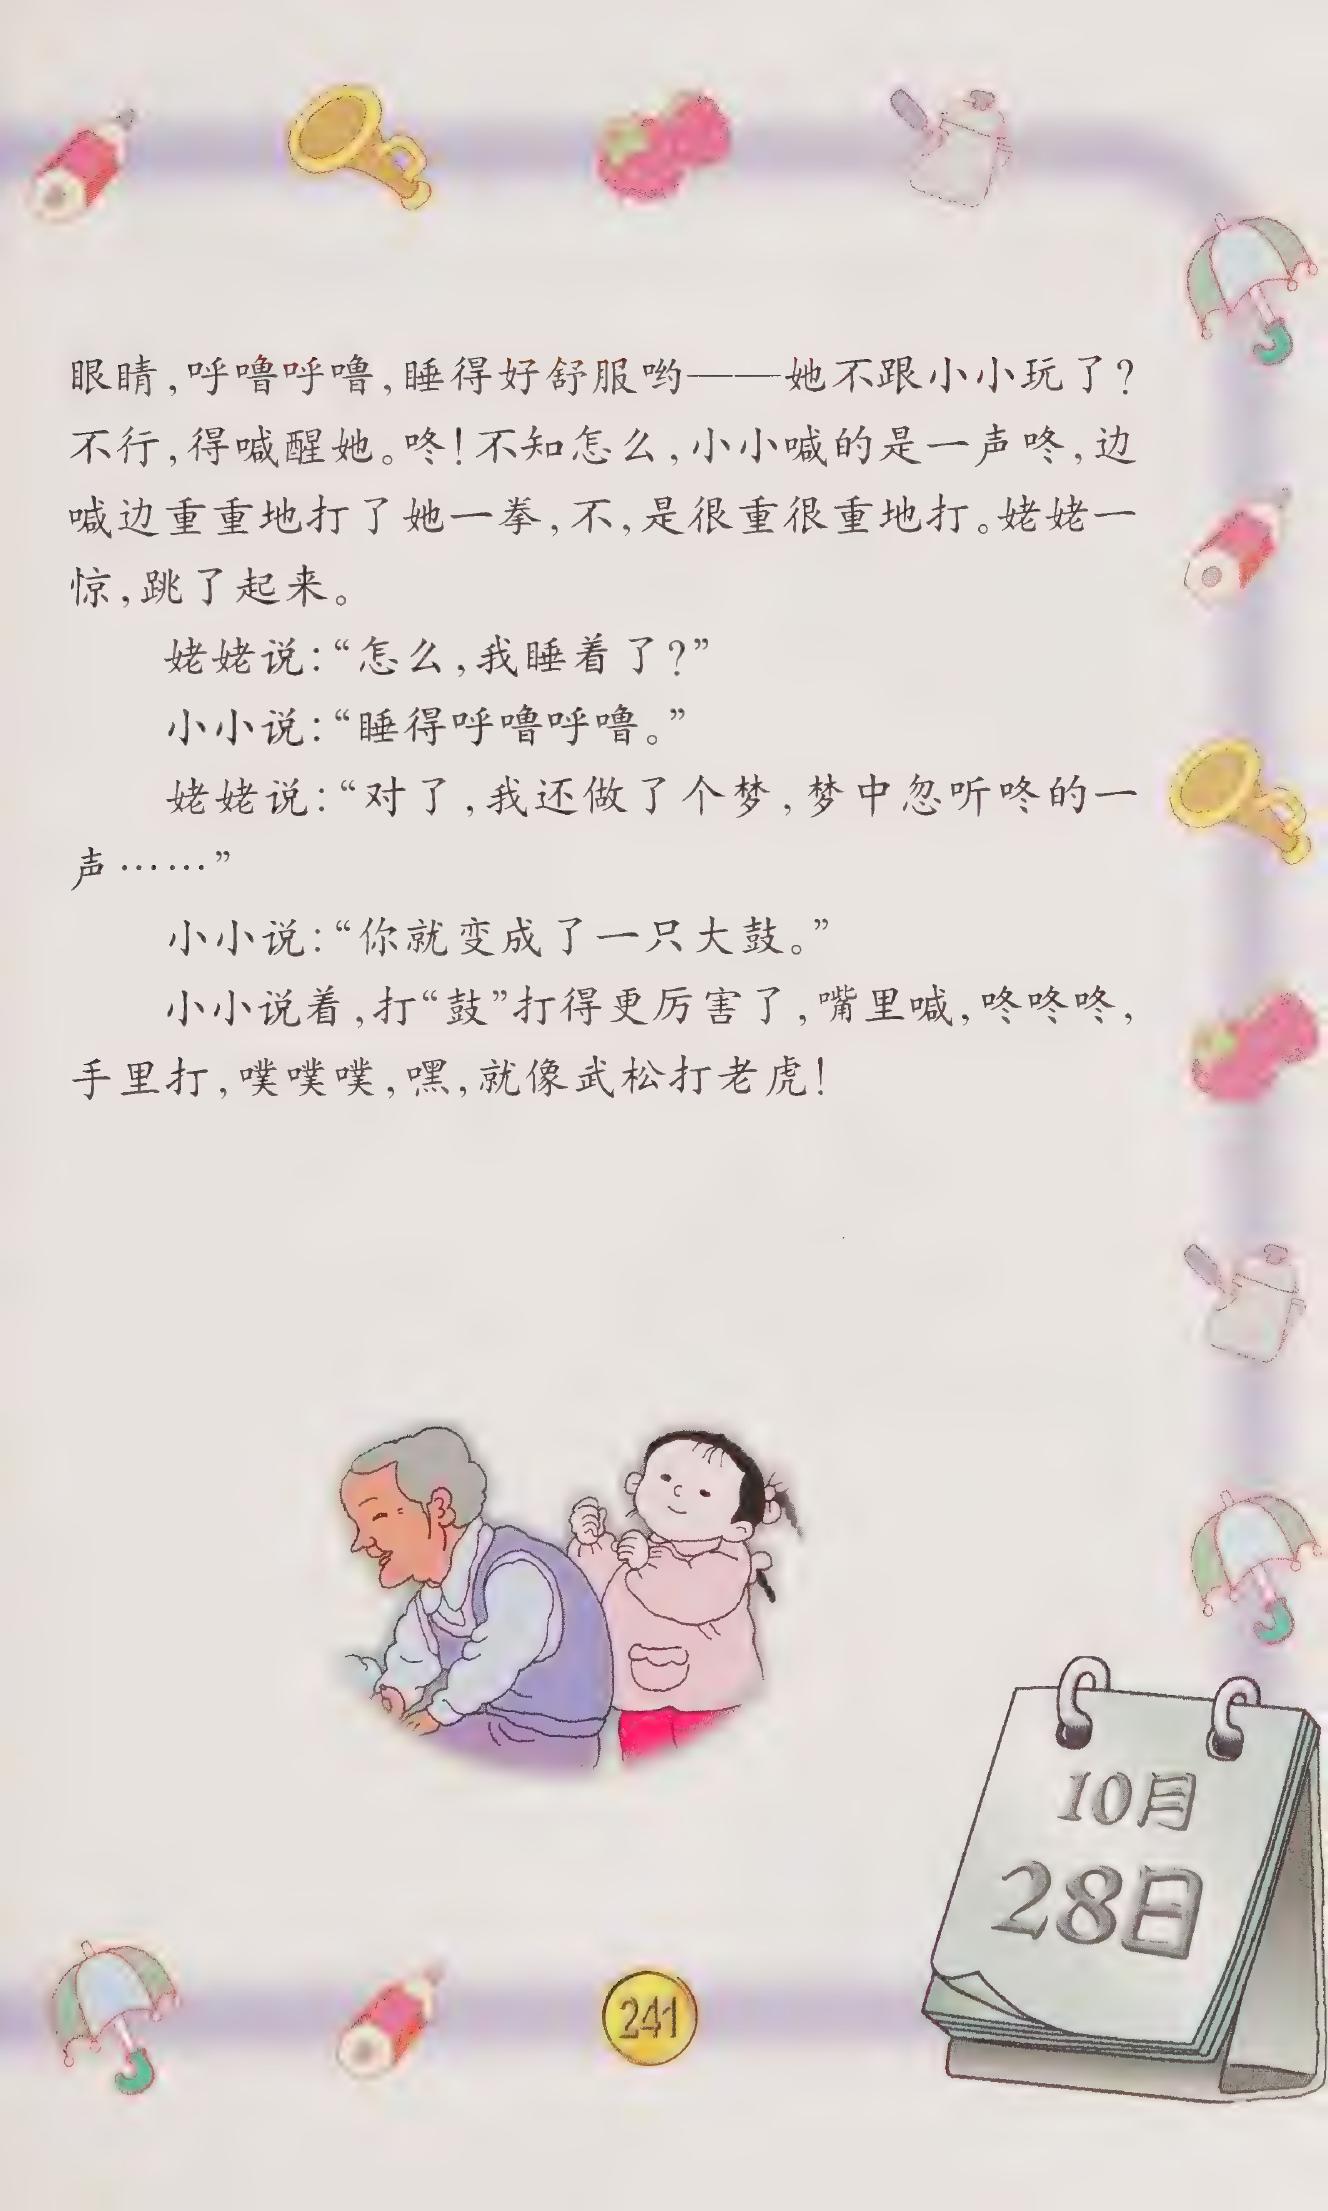 眼睛,呼噜呼噜,睡得好舒服哟——她不跟小小玩了?
不行,得喊醒她。咚!不知怎么,小小喊的是一声咚,边
喊边重重地打了她一拳,不,是很重很重地打。姥姥一
惊,跳了起来。
姥姥说:“怎么,我睡着了?”
小小说:“睡得呼噜呼噜。”
姥姥说:“对了,我还做了个梦,梦中忽听咚的一
声……”
小小说:“你就变成了一只大鼓。”
小小说着,打“鼓”打得更厉害了,嘴里喊,咚咚咚,
手里打,噗噗噗,嘿,就像武松打老虎!
10月
28日
241